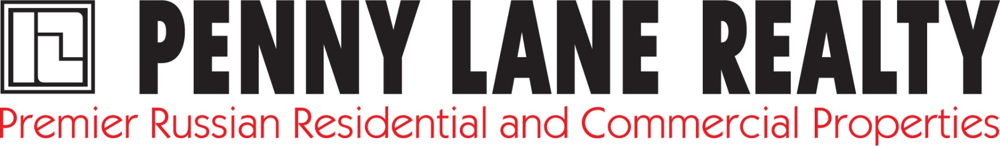 PENNY LANE REALTY
Premier Russian Residential and Commercial Properties